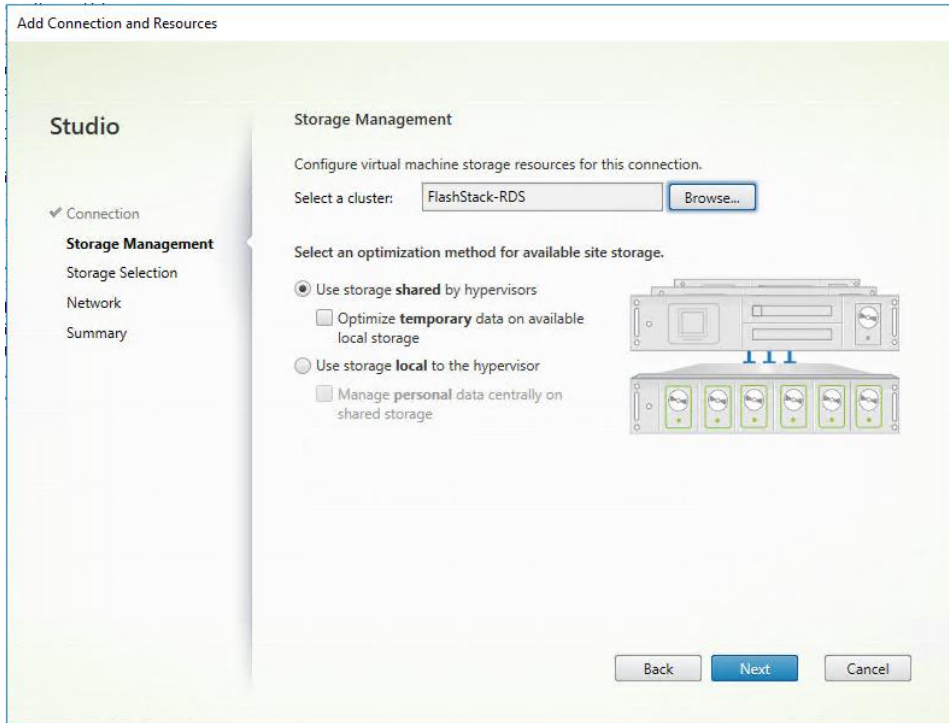 Add Connection and Resources
Studio
Connection
Storage Management
Storage Selection
Network
Summary
Storage Management
Configure virtual machine storage resources for this connection.
Select a cluster: FlashStack-RDS Browse...
Select an optimization method for available site storage.
Use storage shared by hypervisors
Optimize temporary data on available
local storage
Use storage local to the hypervisor
Manage personal data centrally on
shared storage
Back Next Cancel